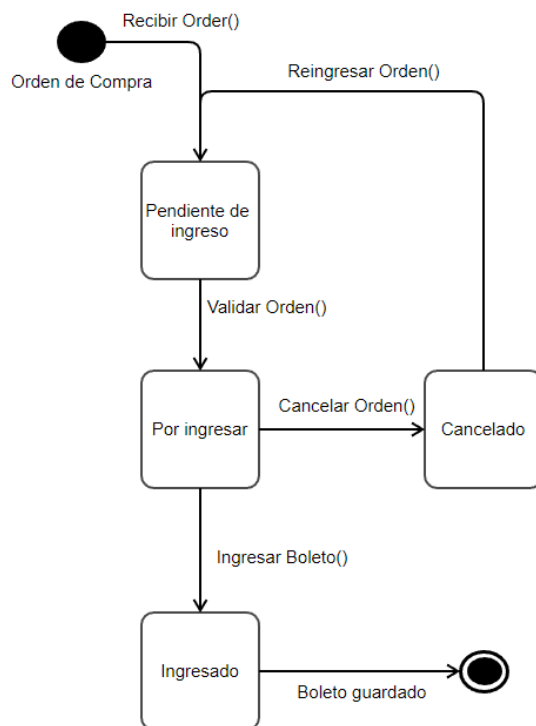 Recibir Order()
Orden de Compra
Reingresar Orden()
Pendiente de
ingreso
Validar Orden()
Por ingresar
Cancelar Orden()
Cancelado
Ingresar Boleto()
Ingresado
Boleto guardado